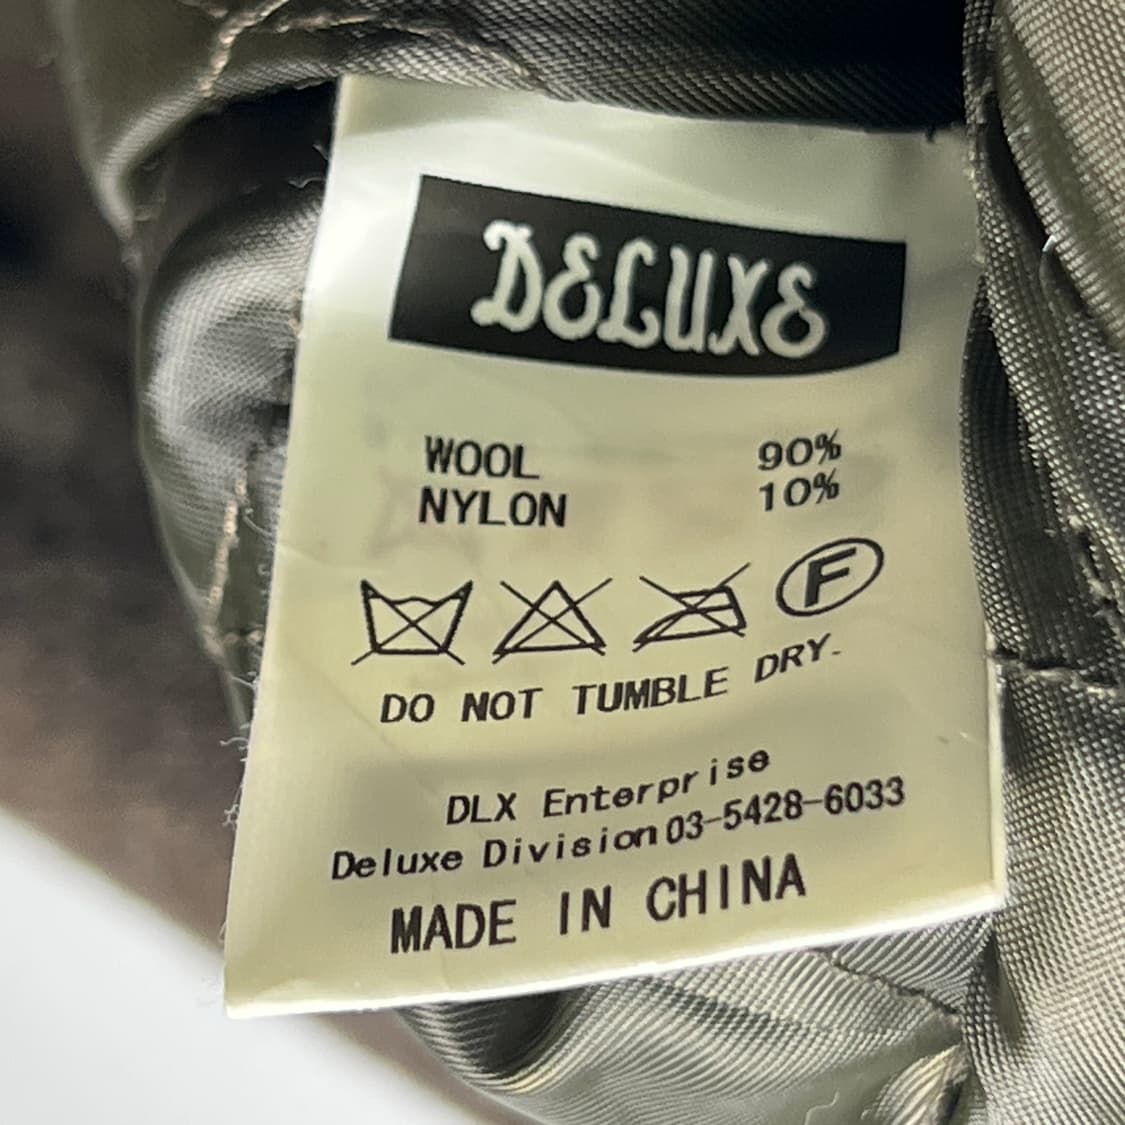 DELUXE
WOOL 90%
NYLON 10%
F
DO NOT TUMBLE DRY.
DLX Enterprise
Deluxe Division 03-5428-6033
MADE IN CHINA